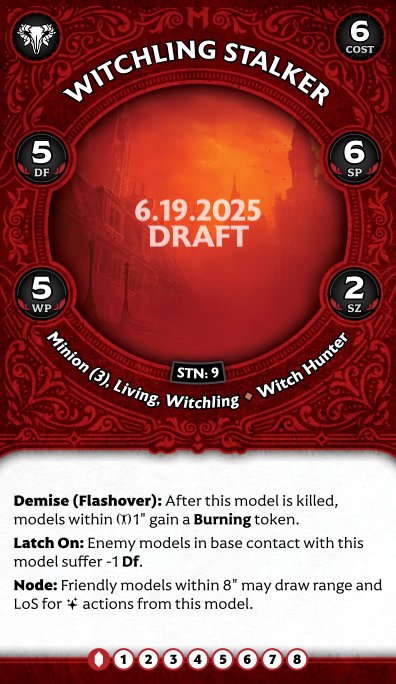 6
COST
WITCHLING STALKER
5
DF
6
SP
6.19.2025
DRAFT
5
WP
2
SZ
STN: 9
Minion (3), Living, Witchling ◆ Witch Hunter
Demise (Flashover): After this model is killed,
models within 1" gain a Burning token.
Latch On: Enemy models in base contact with this
model suffer -1 Df.
Node: Friendly models within 8" may draw range and
LoS for actions from this model.
1 2 3 4 5 6 7 8